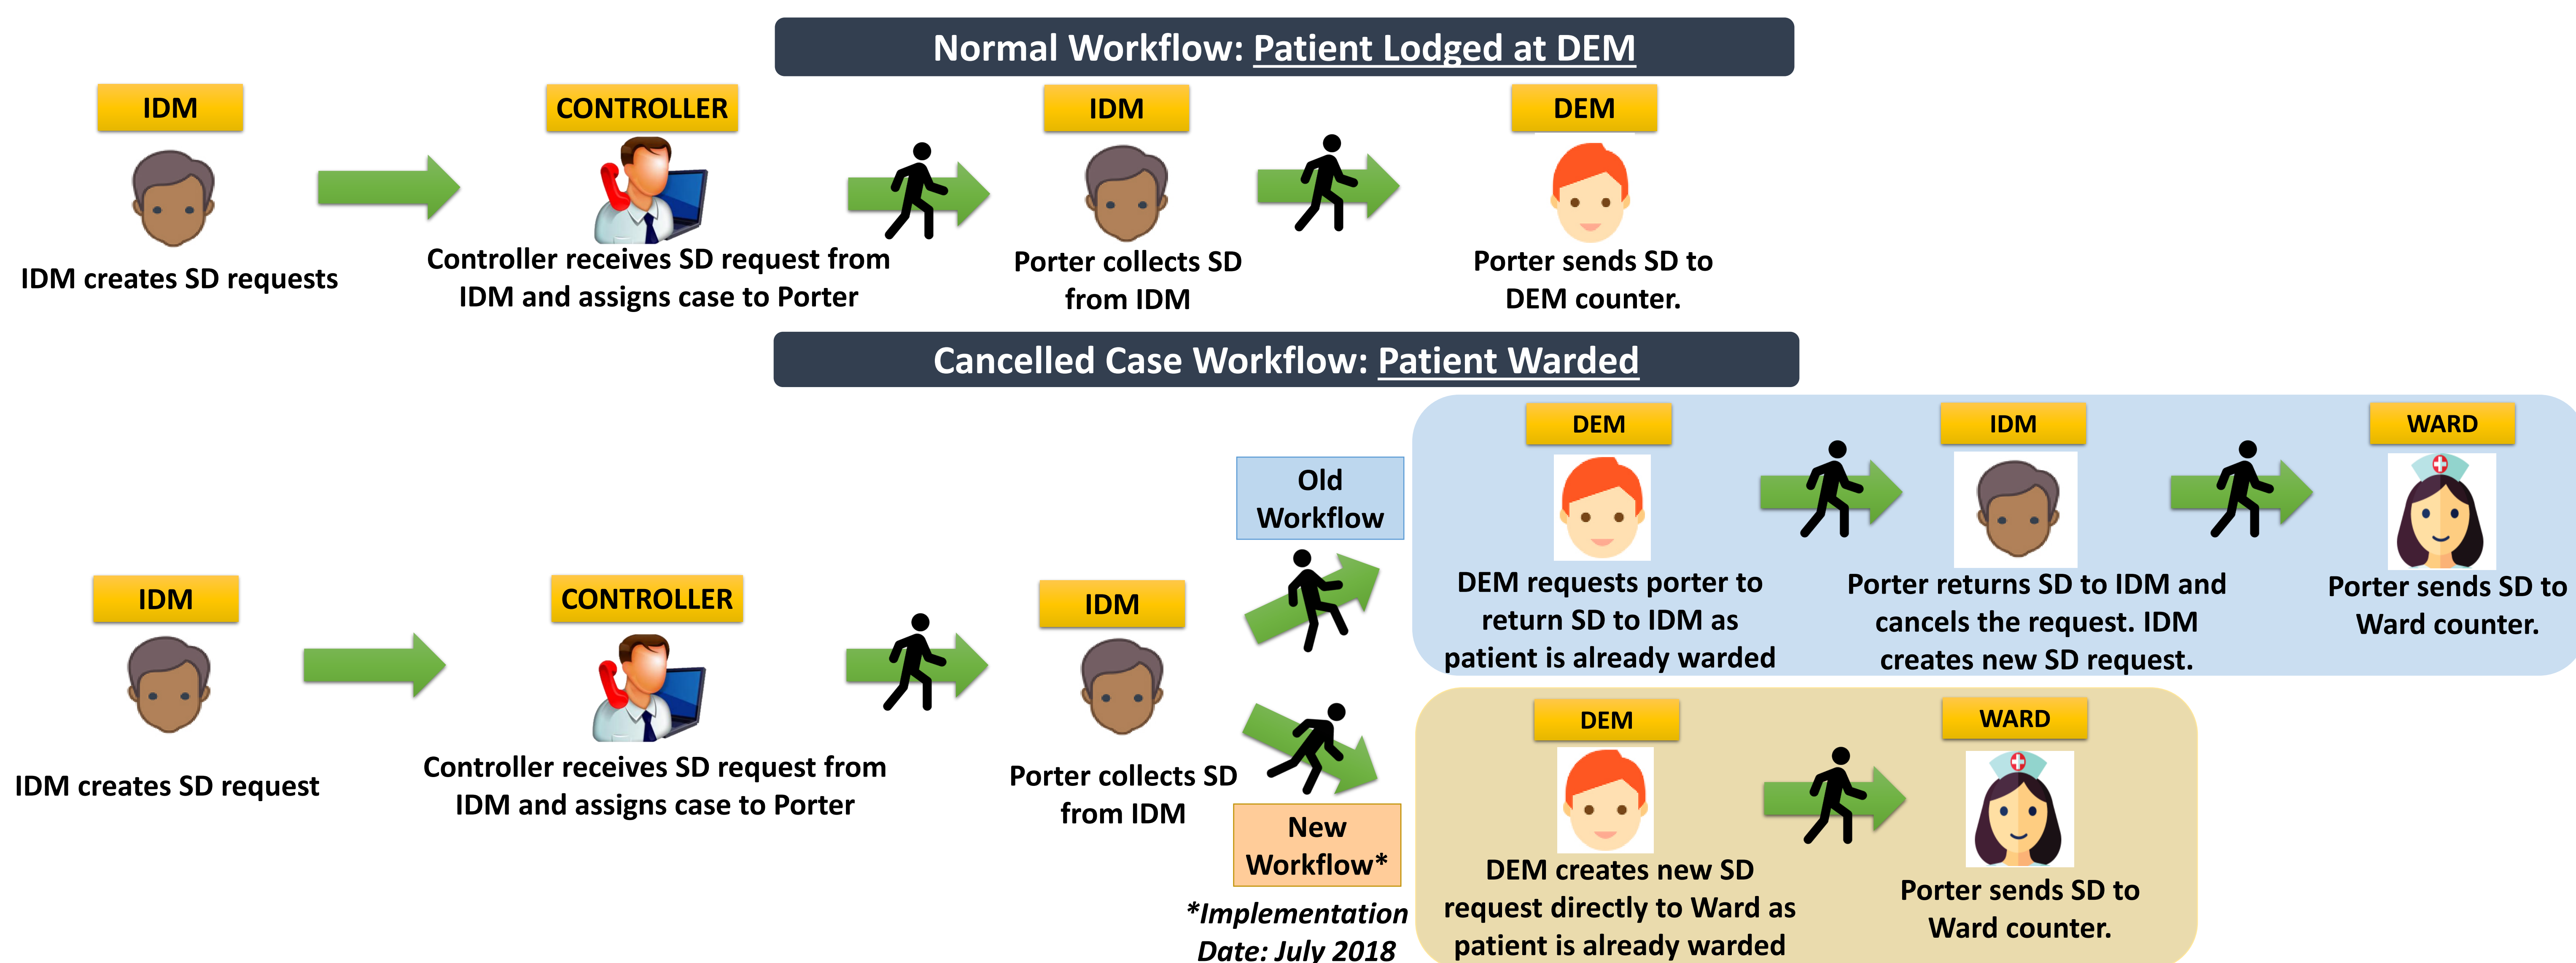 Normal Workflow: Patient Lodged at DEM
IDM
CONTROLLER
IDM
DEM
IDM creates SD requests
Controller receives SD request from
IDM and assigns case to Porter
Porter collects SD
from IDM
Porter sends SD to
DEM counter.
Cancelled Case Workflow: Patient Warded
IDM
IDM creates SD request
CONTROLLER
Controller receives SD request from
IDM and assigns case to Porter
IDM
Porter collects SD
from IDM
Old
Workflow
DEM
DEM requests porter to
return SD to IDM as
patient is already warded
IDM
Porter returns SD to IDM and
cancels the request. IDM
creates new SD request.
WARD
Porter sends SD to
Ward counter.
New
Workflow*
*Implementation
Date: July 2018
DEM
DEM creates new SD
request directly to Ward as
patient is already warded
WARD
Porter sends SD to
Ward counter.